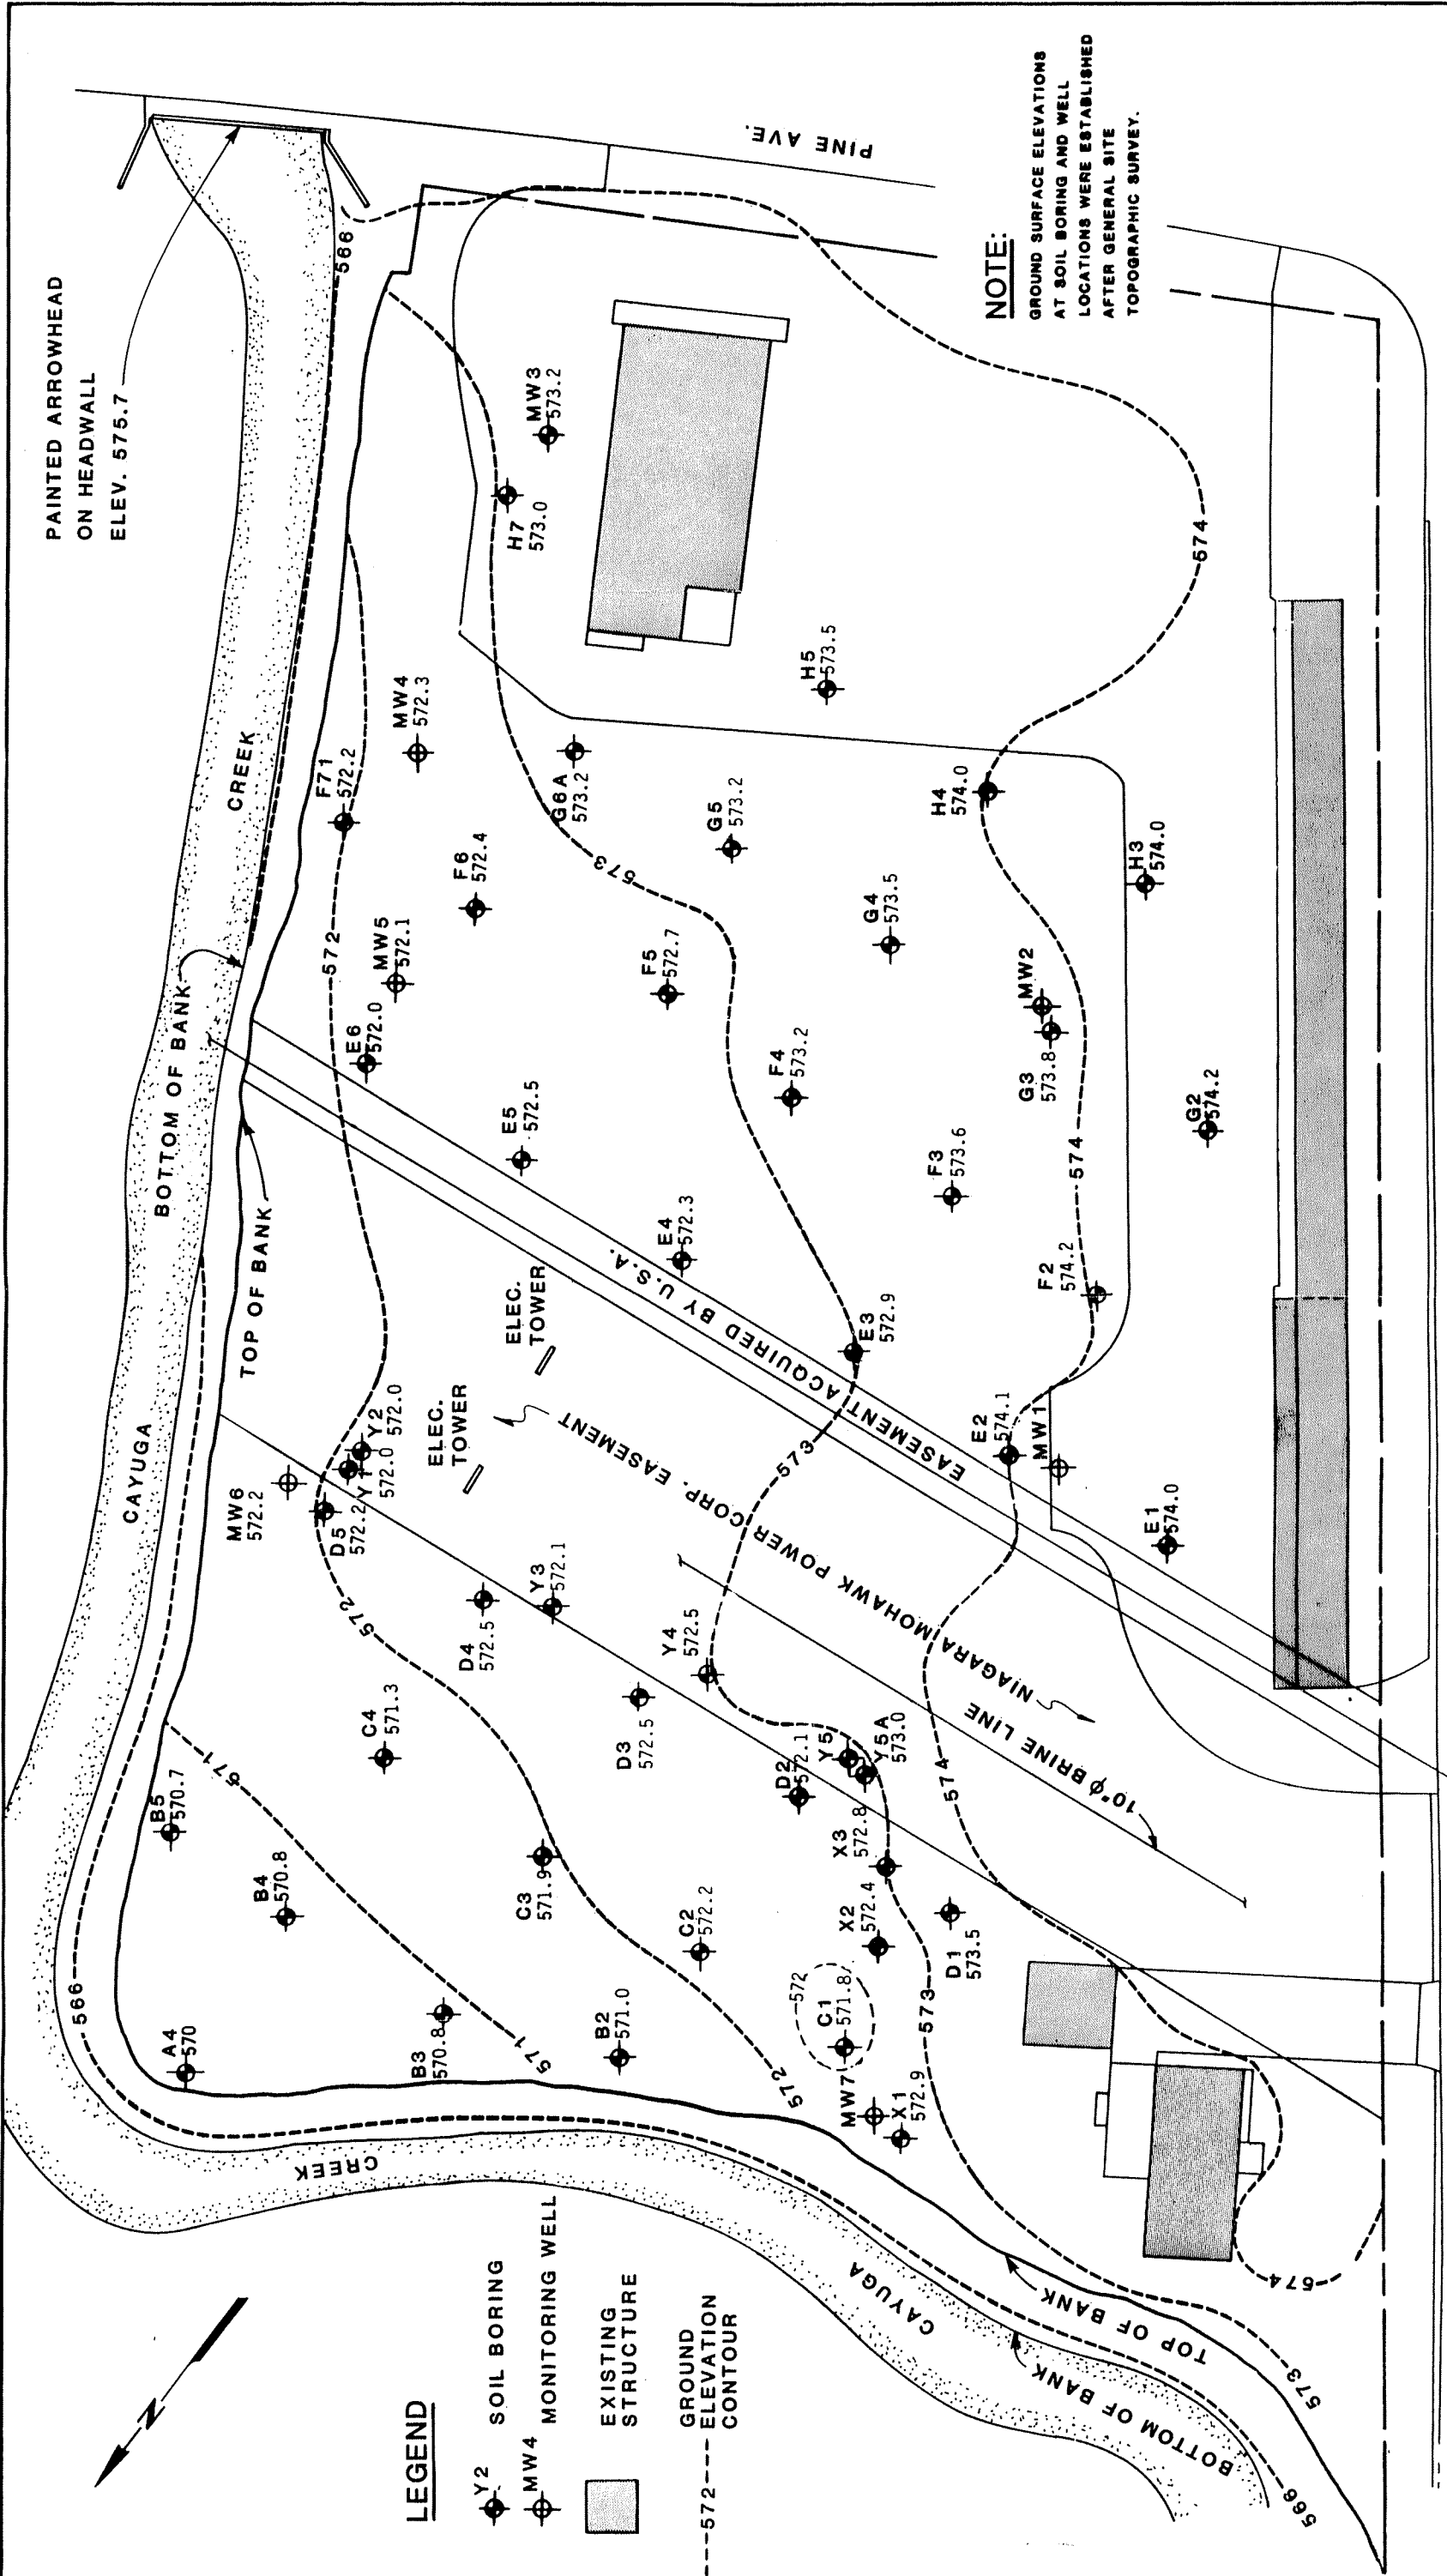 PAINTED ARROWHEAD
ON HEADWALL
ELEV. 575.7
PINE AVE.
NOTE:
GROUND SURFACE ELEVATIONS
AT SOIL BORING AND WELL
LOCATIONS WERE ESTABLISHED
AFTER GENERAL SITE
TOPOGRAPHIC SURVEY.
CAYUGA
CREEK
BOTTOM OF BANK
TOP OF BANK
566
566
A4
570
B5
570.7
B4
570.8
B3
570.8
B2
571.0
571
571
C4
571.3
C3
571.9
C2
572.2
C1
571.8
572
572
572
572
MW6
572.2
D5
572.2
Y1
572.0
Y2
572.0
D4
572.5
Y3
572.1
D3
572.5
Y4
572.5
D2
572.1
Y5
Y5A
573.0
X3
572.8
X2
572.4
D1
573.5
MW7
X1
572.9
573
573
573
573
ELEC.
TOWER
ELEC.
TOWER
NIAGARA MOHAWK POWER CORP. EASEMENT
EASEMENT ACQUIRED BY U.S.A.
10"φ BRINE LINE
E6
572.0
MW5
572.1
E5
572.5
E4
572.3
E3
572.9
E2
574.1
MW1
E1
574.0
F71
572.2
MW4
572.3
F6
572.4
F5
572.7
F4
573.2
F3
573.6
F2
574.2
G6A
573.2
G5
573.2
G4
573.5
MW2
G3
573.8
G2
574.2
H7
573.0
MW3
573.2
H5
573.5
H4
574.0
H3
574.0
574
574
574
574
CREEK
CAYUGA
TOP OF BANK
BOTTOM OF BANK
566
N
LEGEND
Y2
SOIL BORING
MW4
MONITORING WELL
EXISTING
STRUCTURE
---572---
GROUND
ELEVATION
CONTOUR